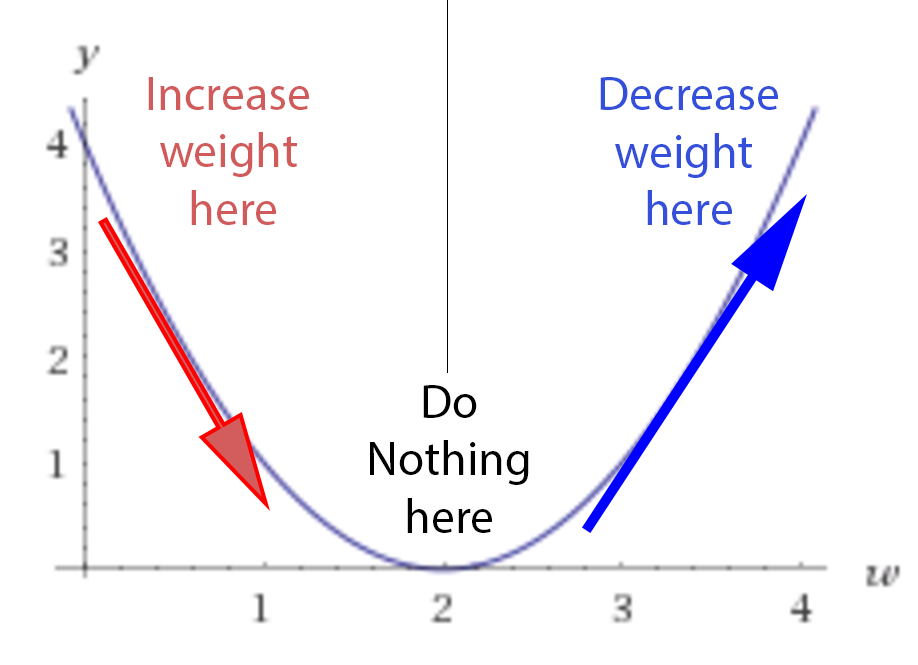 y
Increase
weight
here
Decrease
weight
here
4
3
2
1
Do
Nothing
here
w
1 2 3 4